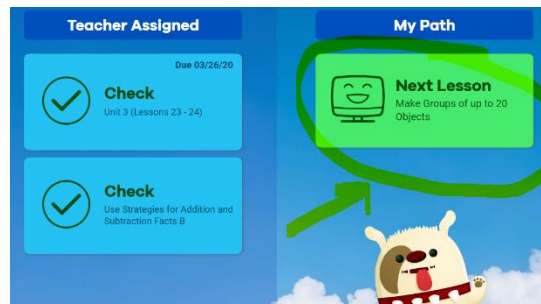 Teacher Assigned
Due 03/26/20
Check
Unit 3 (Lessons 23 - 24)
Check
Use Strategies for Addition and
Subtraction Facts B
My Path
Next Lesson
Make Groups of up to 20
Objects